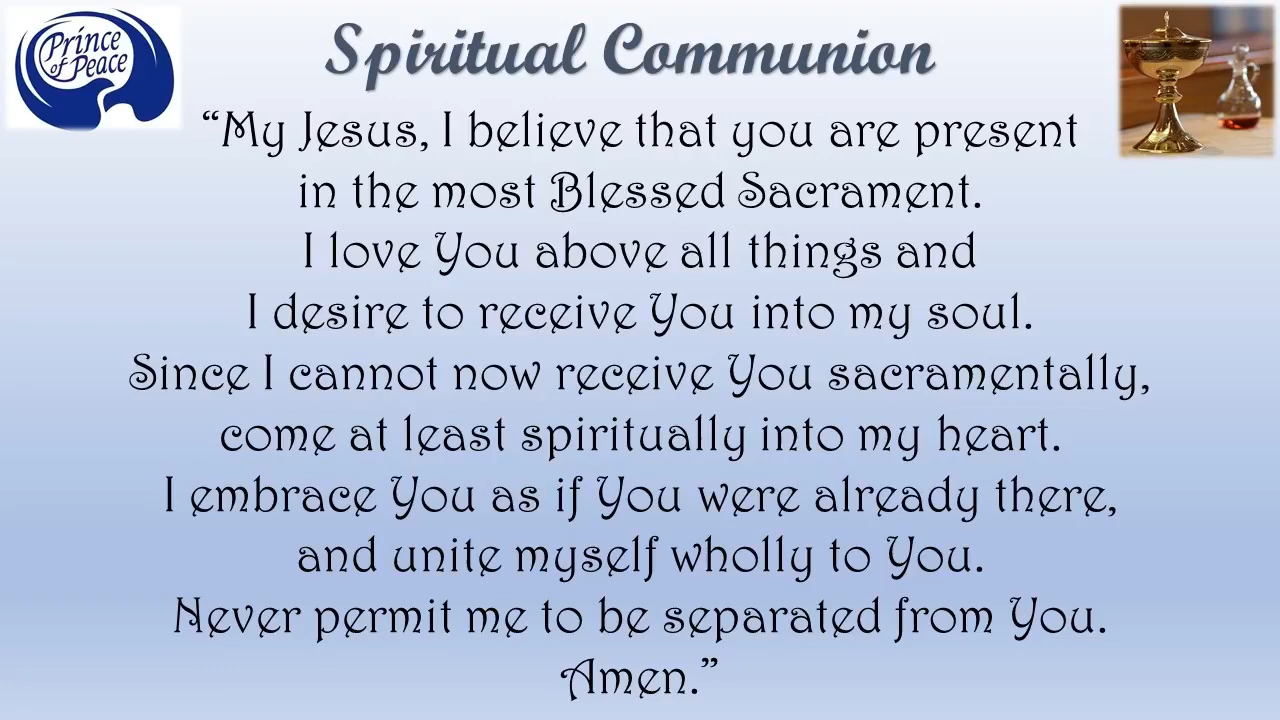 Prince
of Peace
Spiritual Communion
“My Jesus, I believe that you are present
in the most Blessed Sacrament.
I love You above all things and
I desire to receive You into my soul.
Since I cannot now receive You sacramentally,
come at least spiritually into my heart.
I embrace You as if You were already there,
and unite myself wholly to You.
Never permit me to be separated from You.
Amen.”